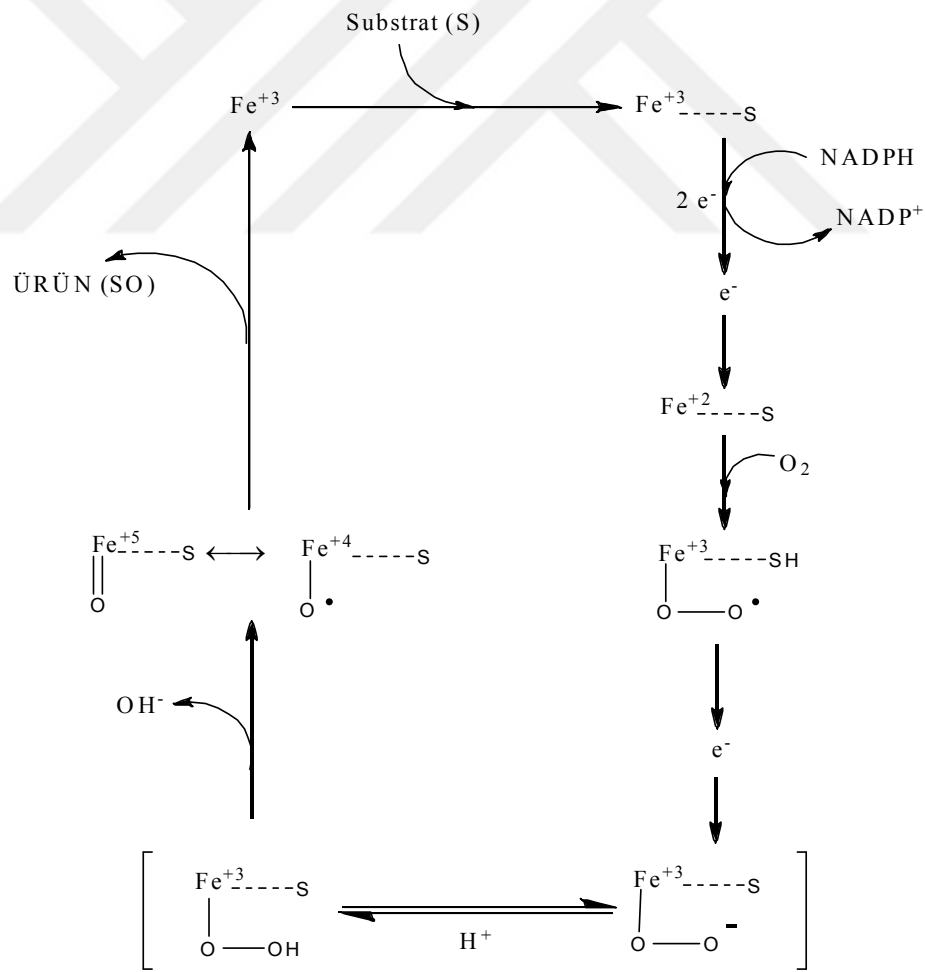 Substrat (S)
Fe+3
Fe+3-----S
NADPH
2 e-
NADP+
ÜRÜN (SO)
e-
Fe+2-----S
O2
Fe+5-----S ↔ Fe+4-----S
O
O •
Fe+3-----SH
O—O •
OH-
e-
Fe+3-----S
O—OH
H+
Fe+3-----S
O—O -